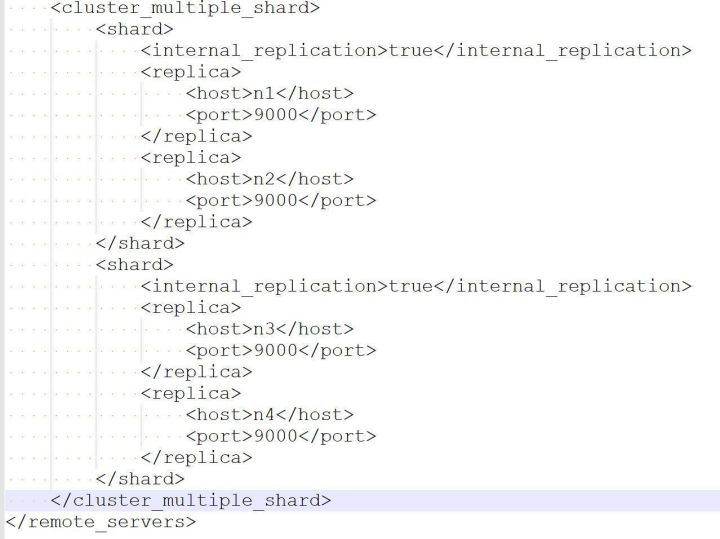 <cluster_multiple_shard>
<shard>
<internal_replication>true</internal_replication>
<replica>
<host>n1</host>
<port>9000</port>
</replica>
<replica>
<host>n2</host>
<port>9000</port>
</replica>
</shard>
<shard>
<internal_replication>true</internal_replication>
<replica>
<host>n3</host>
<port>9000</port>
</replica>
<replica>
<host>n4</host>
<port>9000</port>
</replica>
</shard>
</cluster_multiple_shard>
</remote_servers>